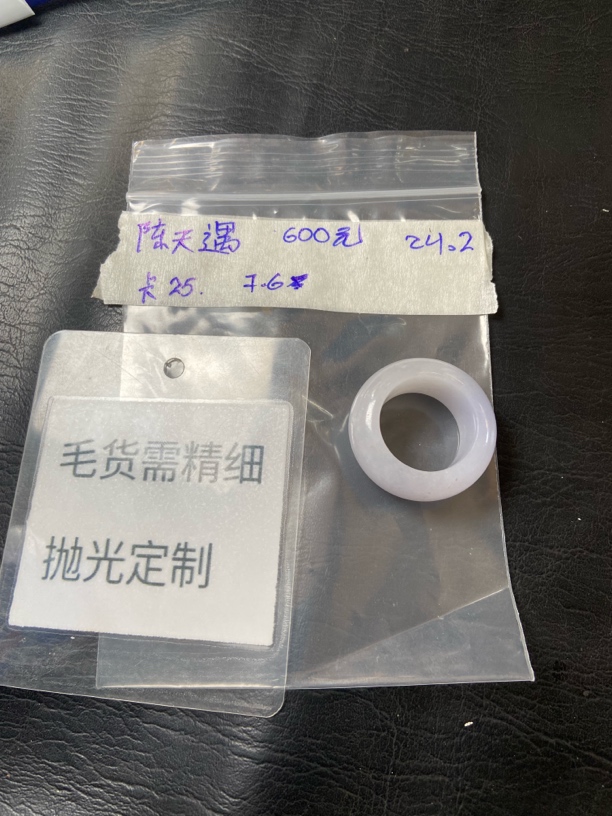 陈天遇 600元 24.2
卡25. 7.6
毛货需精细
抛光定制